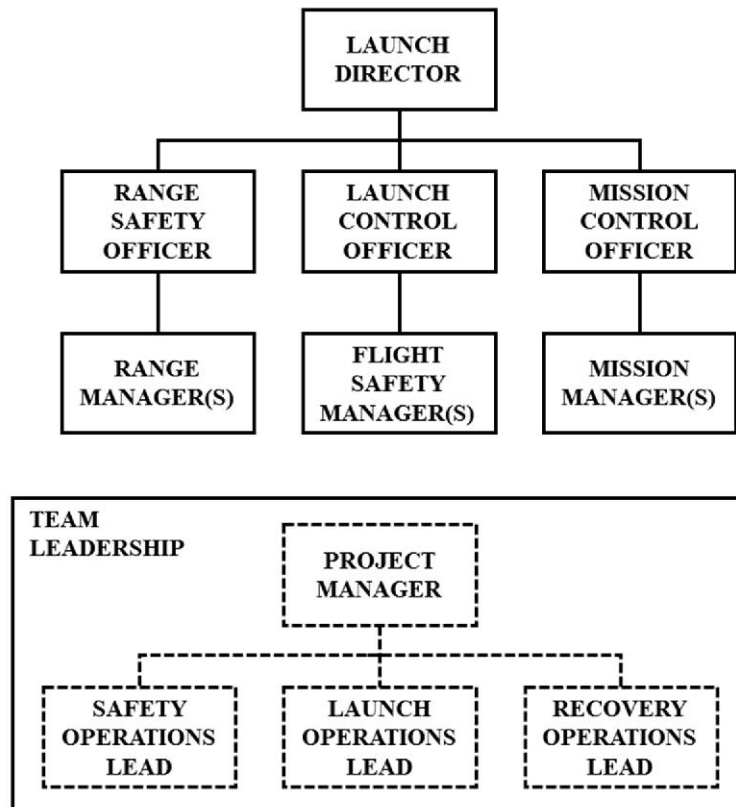 LAUNCH
DIRECTOR
RANGE
SAFETY
OFFICER
LAUNCH
CONTROL
OFFICER
MISSION
CONTROL
OFFICER
RANGE
MANAGER(S)
FLIGHT
SAFETY
MANAGER(S)
MISSION
MANAGER(S)
TEAM
LEADERSHIP
PROJECT
MANAGER
SAFETY
OPERATIONS
LEAD
LAUNCH
OPERATIONS
LEAD
RECOVERY
OPERATIONS
LEAD